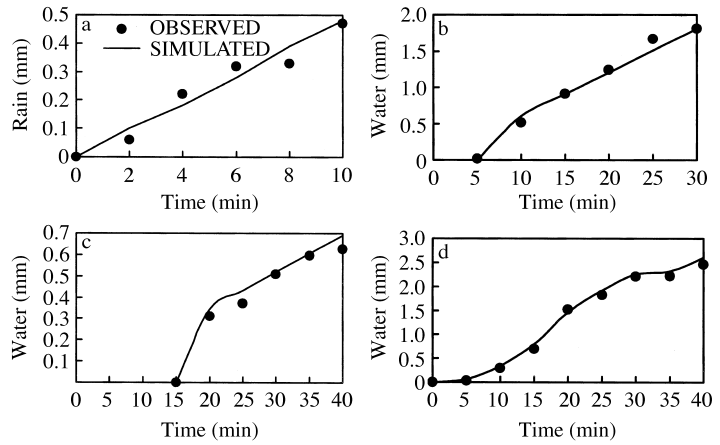 0.5
0.4
0.3
0.2
0.1
0
Rain (mm)
a
OBSERVED
SIMULATED
0 2 4 6 8 10
Time (min)
2.0
1.5
1.0
0.5
0.0
Water (mm)
b
0 5 10 15 20 25 30
Time (min)
0.7
0.6
0.5
0.4
0.3
0.2
0.1
Water (mm)
c
0 5 10 15 20 25 30 35 40
Time (min)
3.0
2.5
2.0
1.5
1.0
0.5
0
Water (mm)
d
0 5 10 15 20 25 30 35 40
Time (min)